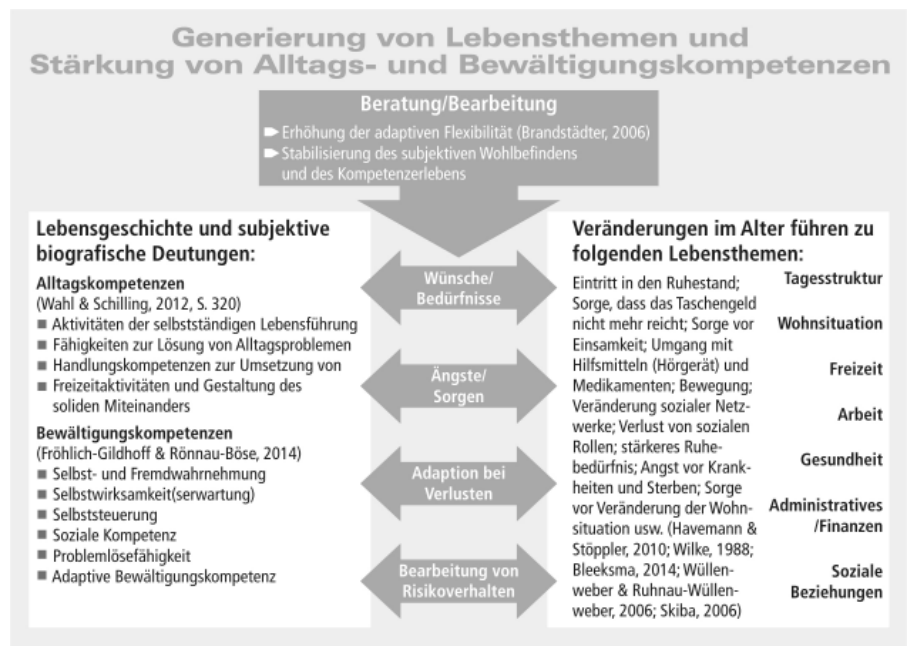 Generierung von Lebensthemen und
Stärkung von Alltags- und Bewältigungskompetenzen
Beratung/Bearbeitung
Erhöhung der adaptiven Flexibilität (Brandstädter, 2006)
Stabilisierung des subjektiven Wohlbefindens
und des Kompetenzerlebens
Lebensgeschichte und subjektive
biografische Deutungen:
Alltagskompetenzen
(Wahl & Schilling, 2012, S. 320)
Aktivitäten der selbstständigen Lebensführung
Fähigkeiten zur Lösung von Alltagsproblemen
Handlungskompetenzen zur Umsetzung von
Freizeitaktivitäten und Gestaltung des
soliden Miteinanders
Bewältigungskompetenzen
(Fröhlich-Gildhoff & Rönnau-Böse, 2014)
Selbst- und Fremdwahrnehmung
Selbstwirksamkeit(serwartung)
Selbststeuerung
Soziale Kompetenz
Problemlösefähigkeit
Adaptive Bewältigungskompetenz
Wünsche/
Bedürfnisse
Ängste/
Sorgen
Adaption bei
Verlusten
Bearbeitung von
Risikoverhalten
Veränderungen im Alter führen zu
folgenden Lebensthemen:
Eintritt in den Ruhestand;
Sorge, dass das Taschengeld
nicht mehr reicht; Sorge vor
Einsamkeit; Umgang mit
Hilfsmitteln (Hörgerät) und
Medikamenten; Bewegung;
Veränderung sozialer Netz-
werke; Verlust von sozialen
Rollen; stärkeres Ruhe-
bedürfnis; Angst vor Krank-
heiten und Sterben; Sorge
vor Veränderung der Wohn-
situation usw. (Havemann &
Stöppler, 2010; Wilke, 1988;
Bleeksma, 2014; Wüllen-
weber & Ruhnau-Wüllen-
weber, 2006; Skiba, 2006)
Tagesstruktur
Wohnsituation
Freizeit
Arbeit
Gesundheit
Administratives
/Finanzen
Soziale
Beziehungen